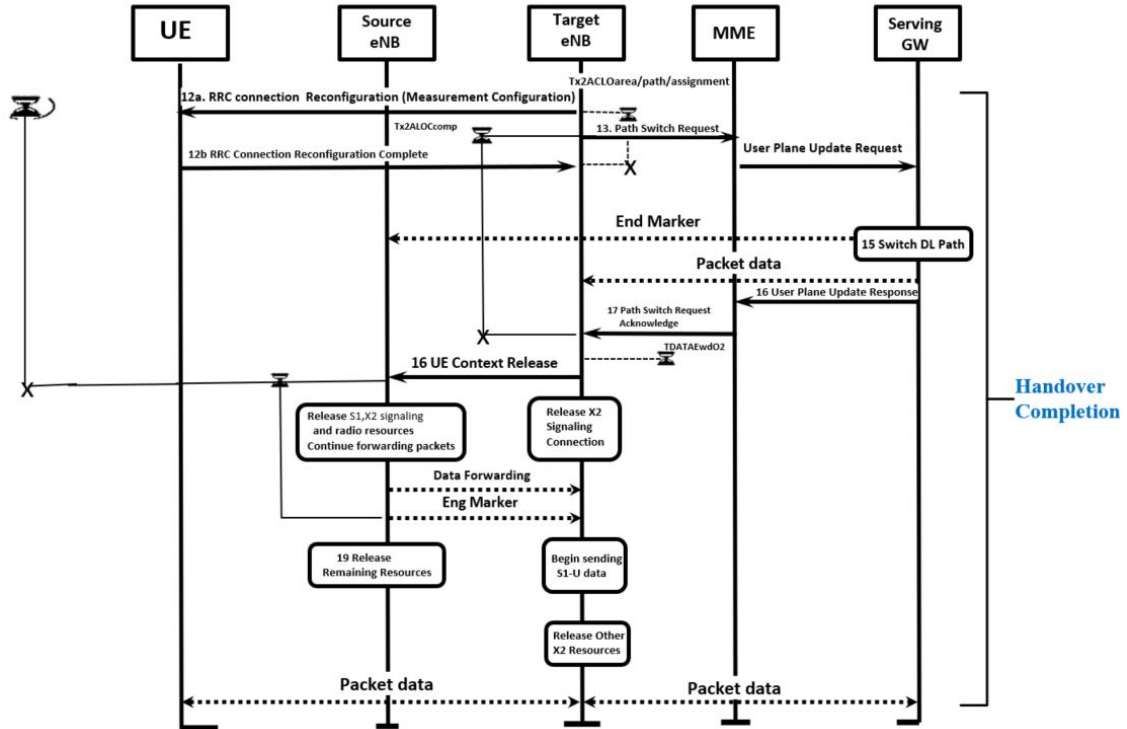 UE
Source
eNB
Target
eNB
MME
Serving
GW
Tx2ACLOarea/path/assignment
12a. RRC connection Reconfiguration (Measurement Configuration)
Tx2ALOCcomp
13. Path Switch Request
12b RRC Connection Reconfiguration Complete
User Plane Update Request
End Marker
15 Switch DL Path
Packet data
16 User Plane Update Response
17 Path Switch Request
Acknowledge
TDATAEwdO2
16 UE Context Release
Handover
Completion
Release S1,X2 signaling
and radio resources
Continue forwarding packets
Release X2
Signaling
Connection
Data Forwarding
Eng Marker
19 Release
Remaining Resources
Begin sending
S1-U data
Release Other
X2 Resources
Packet data
Packet data